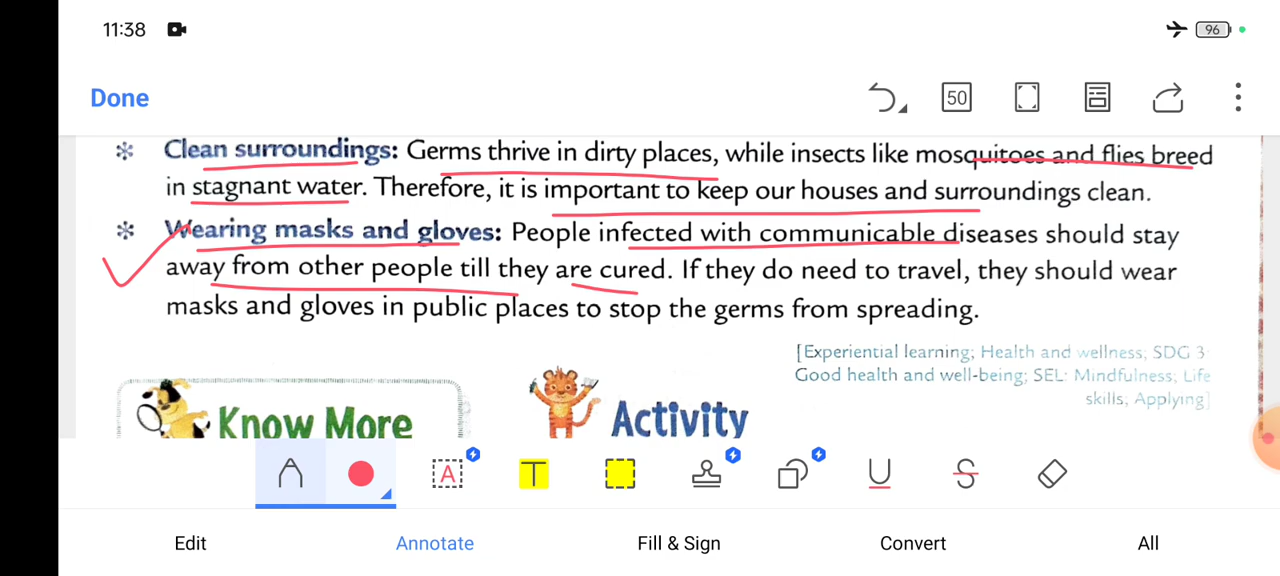 11:38
96
Done
50
* Clean surroundings: Germs thrive in dirty places, while insects like mosquitoes and flies breed
in stagnant water. Therefore, it is important to keep our houses and surroundings clean.
* Wearing masks and gloves: People infected with communicable diseases should stay
away from other people till they are cured. If they do need to travel, they should wear
masks and gloves in public places to stop the germs from spreading.
[Experiential learning; Health and wellness; SDG 3:
Good health and well-being; SEL: Mindfulness; Life
skills; Applying]
Know More
Activity
A
T
U
S
Edit
Annotate
Fill & Sign
Convert
All